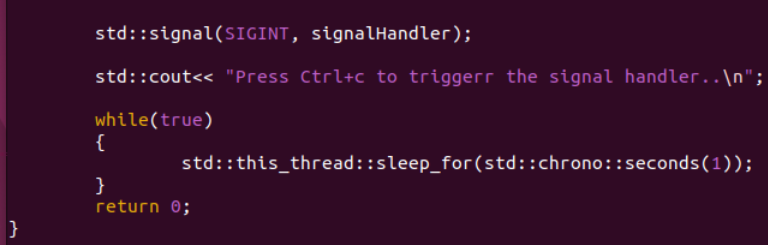 std::signal(SIGINT, signalHandler);
std::cout<< "Press Ctrl+c to triggerr the signal handler..\n";
while(true)
{
std::this_thread::sleep_for(std::chrono::seconds(1));
}
return 0;
}